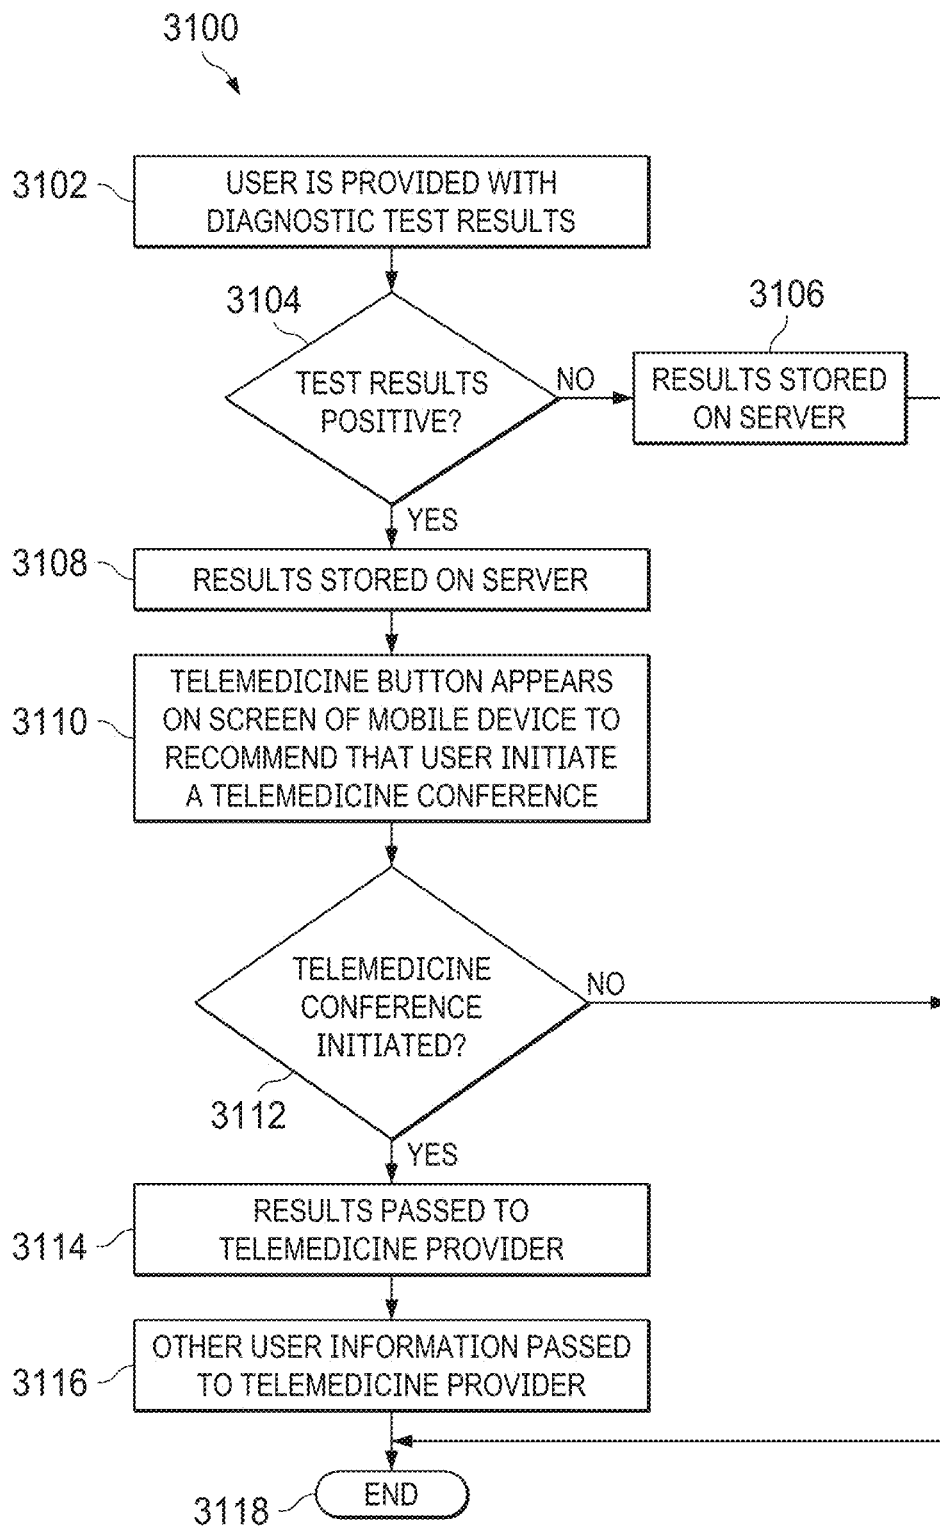 3100
3102
USER IS PROVIDED WITH
DIAGNOSTIC TEST RESULTS
3104
TEST RESULTS
POSITIVE?
NO
3106
RESULTS STORED
ON SERVER
YES
3108
RESULTS STORED ON SERVER
3110
TELEMEDICINE BUTTON APPEARS
ON SCREEN OF MOBILE DEVICE TO
RECOMMEND THAT USER INITIATE
A TELEMEDICINE CONFERENCE
TELEMEDICINE
CONFERENCE
INITIATED?
NO
3112
YES
3114
RESULTS PASSED TO
TELEMEDICINE PROVIDER
3116
OTHER USER INFORMATION PASSED
TO TELEMEDICINE PROVIDER
3118
END